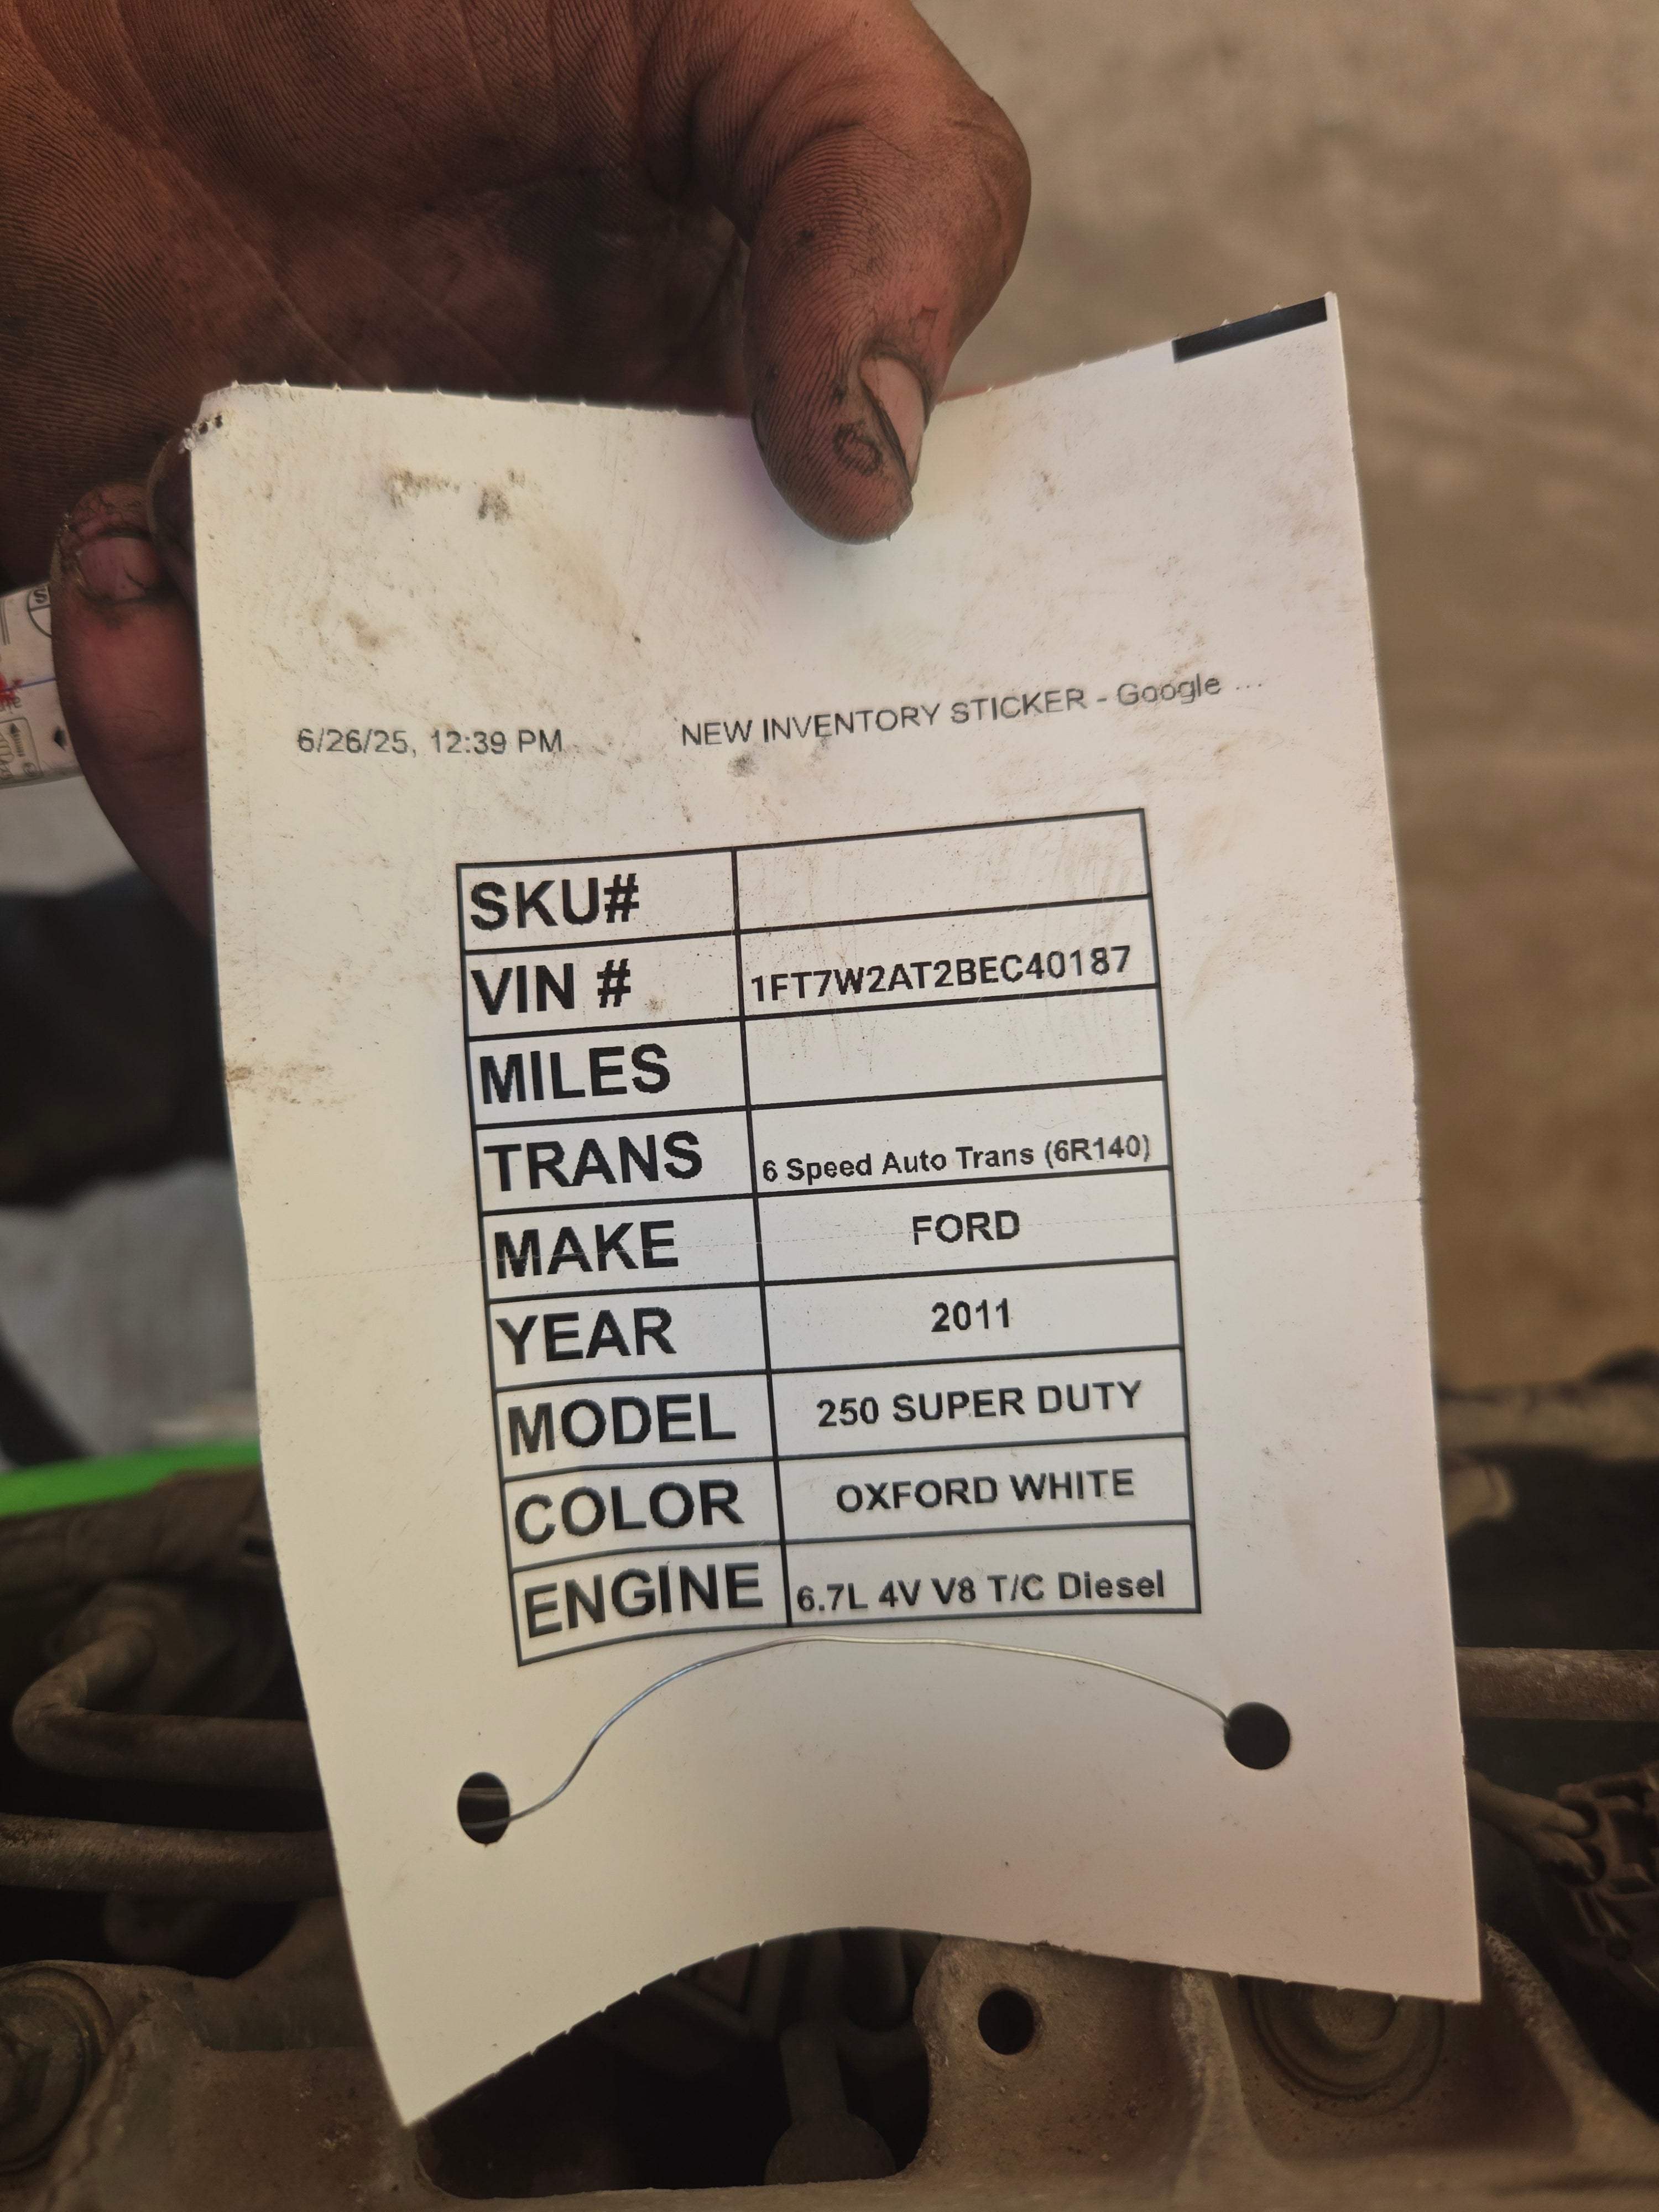 6/26/25, 12:39 PM NEW INVENTORY STICKER - Google ...
SKU#
VIN # 1FT7W2AT2BEC40187
MILES
TRANS 6 Speed Auto Trans (6R140)
MAKE FORD
YEAR 2011
MODEL 250 SUPER DUTY
COLOR OXFORD WHITE
ENGINE 6.7L 4V V8 T/C Diesel